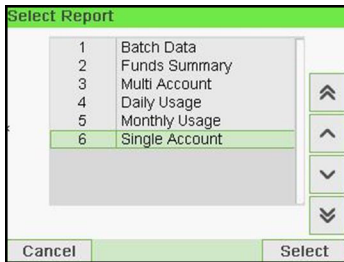 Select Report
1 Batch Data
2 Funds Summary
3 Multi Account
4 Daily Usage
5 Monthly Usage
6 Single Account
Cancel Select